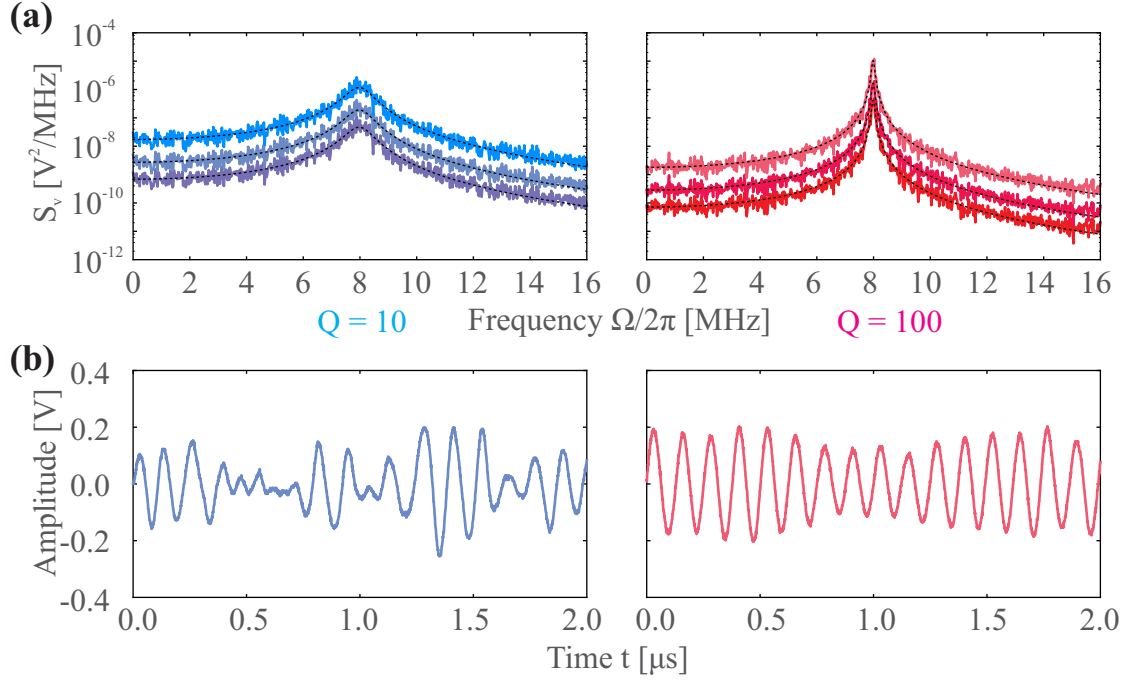 (a)
S_v [V²/MHz]
10⁻⁴
10⁻⁶
10⁻⁸
10⁻¹⁰
10⁻¹²
0 2 4 6 8 10 12 14 16
0 2 4 6 8 10 12 14 16
Q = 10 Frequency Ω/2π [MHz] Q = 100
(b)
Amplitude [V]
0.4
0.2
0.0
-0.2
-0.4
0.0 0.5 1.0 1.5 2.0
0.0 0.5 1.0 1.5 2.0
Time t [μs]